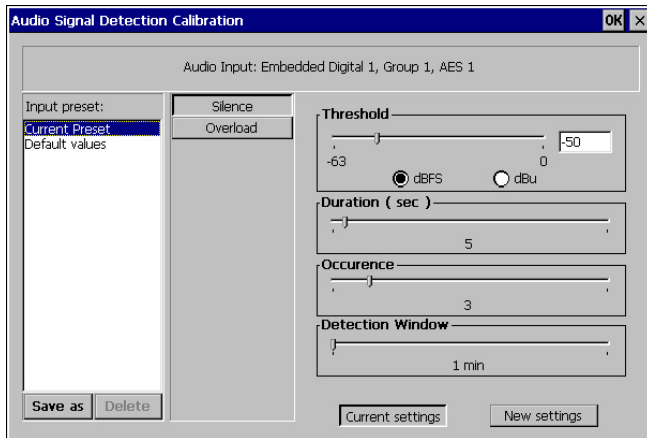 Audio Signal Detection Calibration OK ×
Audio Input: Embedded Digital 1, Group 1, AES 1
Input preset:
Current Preset
Default values
Save as Delete
Silence
Overload
Threshold
-50
-63 0
dBFS dBu
Duration ( sec )
5
Occurence
3
Detection Window
1 min
Current settings New settings